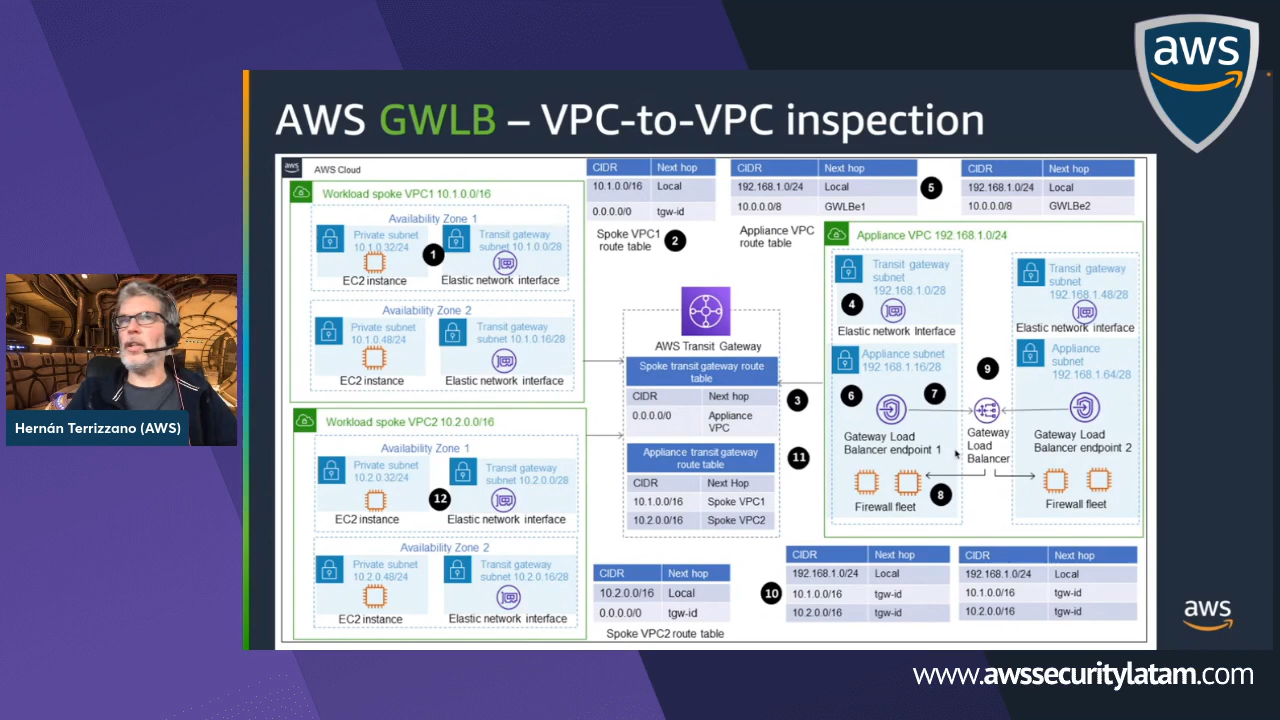 aws
AWS GWLB – VPC-to-VPC inspection
aws
AWS Cloud
Workload spoke VPC1 10.1.0.0/16
Availability Zone 1
Private subnet
10.1.0.32/24
EC2 instance
1
Transit gateway
subnet 10.1.0.0/28
Elastic network interface
Availability Zone 2
Private subnet
10.1.0.48/24
EC2 instance
Transit gateway
subnet 10.1.0.16/28
Elastic network interface
Workload spoke VPC2 10.2.0.0/16
Availability Zone 1
Private subnet
10.2.0.32/24
EC2 instance
12
Transit gateway
subnet 10.2.0.0/28
Elastic network interface
Availability Zone 2
Private subnet
10.2.0.48/24
EC2 instance
Transit gateway
subnet 10.2.0.16/28
Elastic network interface
CIDR Next hop
10.1.0.0/16 Local
0.0.0.0/0 tgw-id
Spoke VPC1
route table
2
CIDR Next hop
192.168.1.0/24 Local
10.0.0.0/8 GWLBe1
Appliance VPC
route table
5
CIDR Next hop
192.168.1.0/24 Local
10.0.0.0/8 GWLBe2
AWS Transit Gateway
Spoke transit gateway route
table
CIDR Next hop
0.0.0.0/0 Appliance
VPC
3
Appliance transit gateway
route table
11
CIDR Next Hop
10.1.0.0/16 Spoke VPC1
10.2.0.0/16 Spoke VPC2
Appliance VPC 192.168.1.0/24
Transit gateway
subnet
192.168.1.0/28
4
Elastic network Interface
Transit gateway
subnet
192.168.1.48/28
Elastic network interface
Appliance subnet
192.168.1.16/28
6
7
Gateway Load
Balancer endpoint 1
9
Gateway
Load
Balancer
Appliance
subnet
192.168.1.64/28
Gateway Load
Balancer endpoint 2
Firewall fleet
8
Firewall fleet
CIDR Next hop
10.2.0.0/16 Local
0.0.0.0/0 tgw-id
Spoke VPC2 route table
10
CIDR Next hop
192.168.1.0/24 Local
10.1.0.0/16 tgw-id
10.2.0.0/16 tgw-id
CIDR Next hop
192.168.1.0/24 Local
10.1.0.0/16 tgw-id
10.2.0.0/16 tgw-id
Hernán Terrizzano (AWS)
aws
www.awssecuritylatam.com